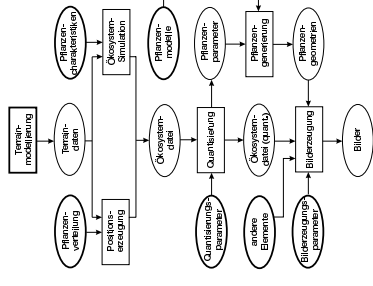 Terrain-
modellierung
Pflanzen-
verteilung
Terrain-
daten
Pflanzen-
charakteristiken
Positions-
erzeugung
Ökosystem-
Simulation
Ökosystem-
datei
Pflanzen-
modelle
Quantisierungs-
parameter
Quantisierung
Pflanzen-
parameter
andere
Elemente
Ökosystem-
datei (quant.)
Pflanzen-
generierung
Bilderzeugungs-
parameter
Bilderzeugung
Pflanzen-
geometrien
Bilder